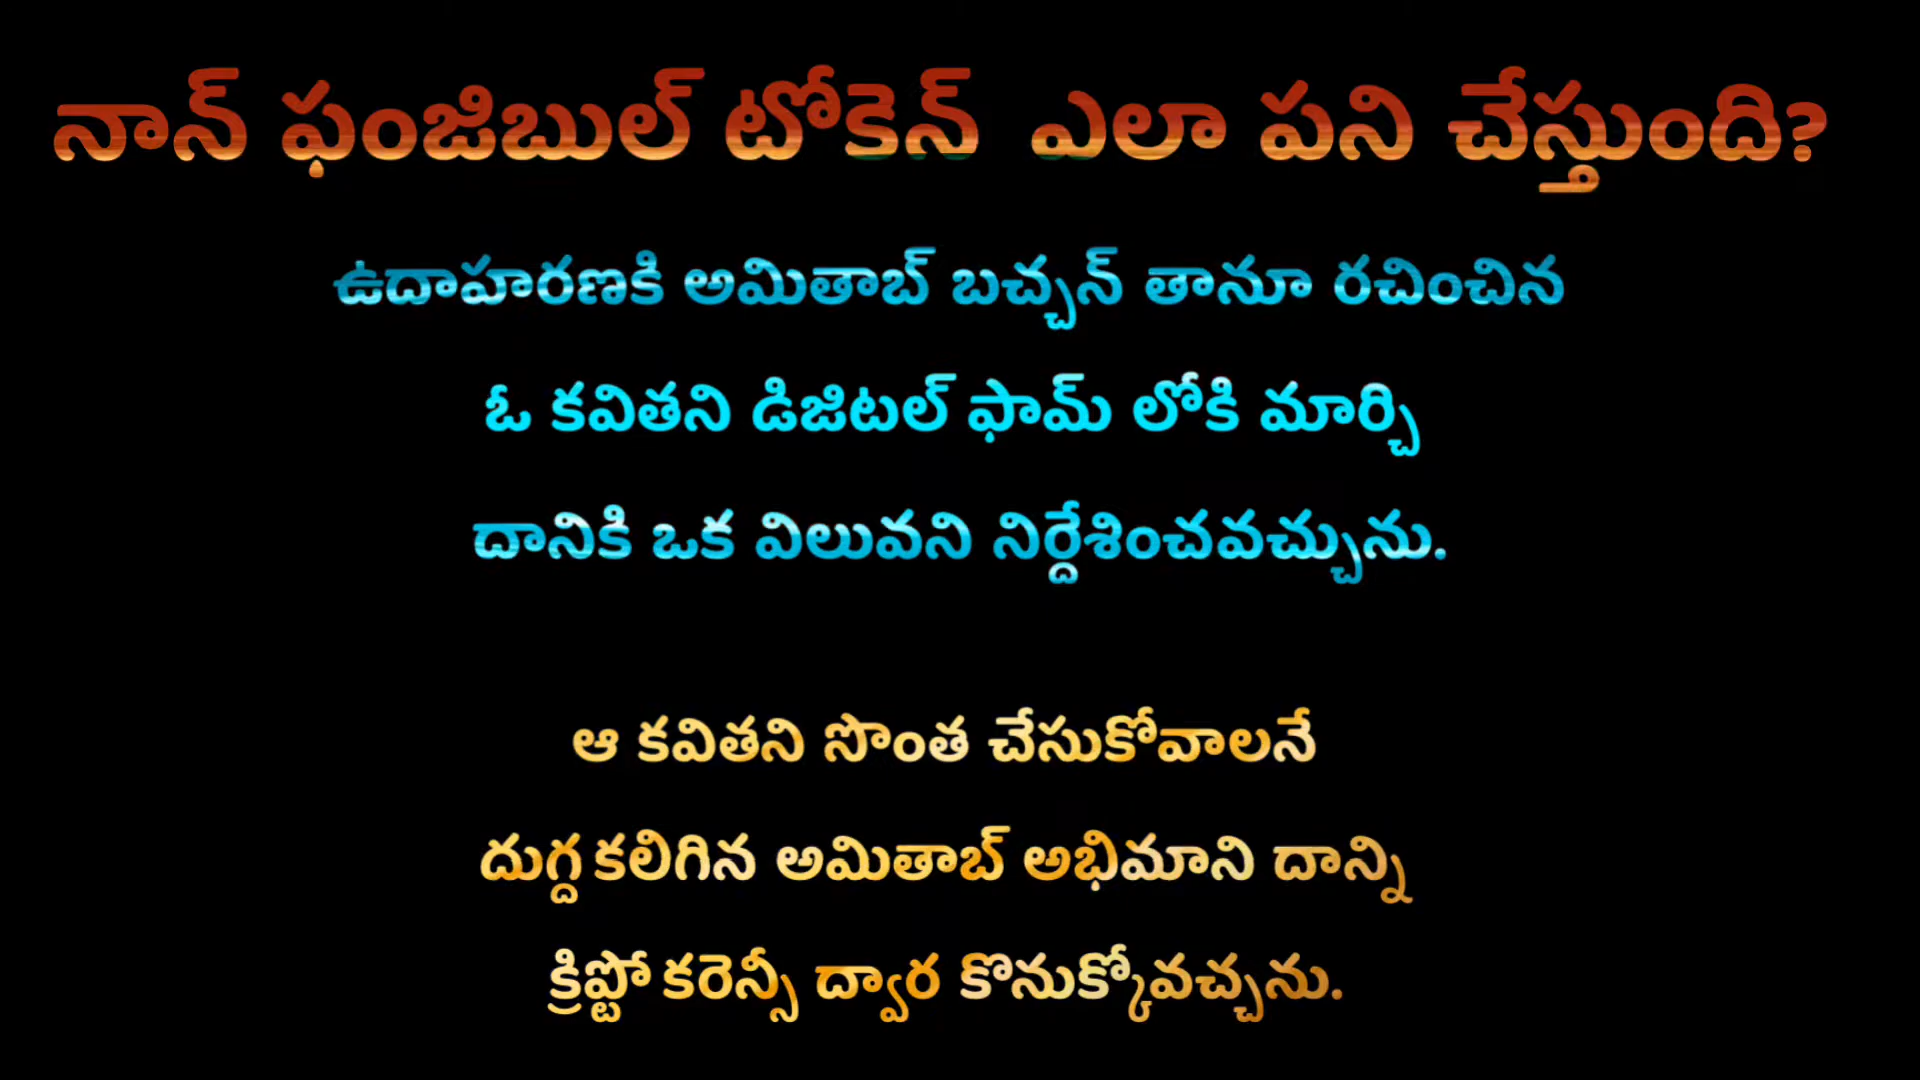 నాన్ ఫంజిబుల్ టోకెన్ ఎలా పని చేస్తుంది?
ఉదాహరణకి అమితాబ్ బచ్చన్ తానూ రచించిన
ఓ కవితని డిజిటల్ ఫామ్ లోకి మార్చి
దానికి ఒక విలువని నిర్దేశించవచ్చును.
ఆ కవితని సొంత చేసుకోవాలనే
దుగ్ద కలిగిన అమితాబ్ అభిమాని దాన్ని
క్రిప్టో కరెన్సీ ద్వార కొనుక్కోవచ్చను.